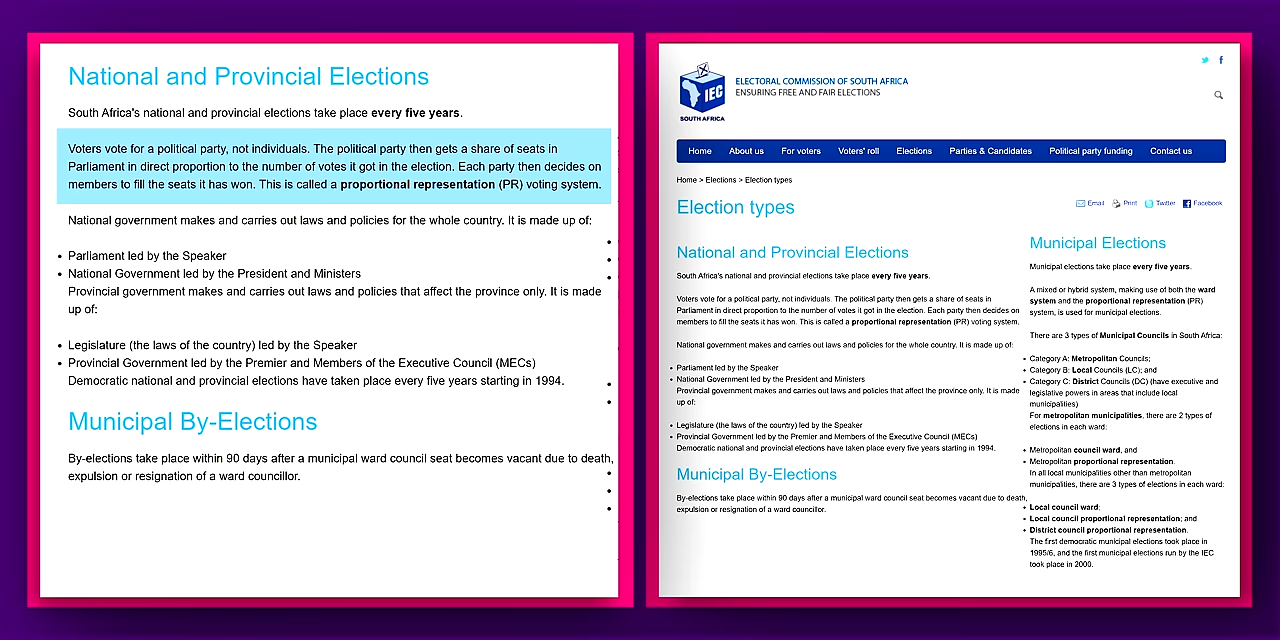 National and Provincial Elections
South Africa's national and provincial elections take place every five years.
Voters vote for a political party, not individuals. The political party then gets a share of seats in
Parliament in direct proportion to the number of votes it got in the election. Each party then decides on
members to fill the seats it has won. This is called a proportional representation (PR) voting system.
National government makes and carries out laws and policies for the whole country. It is made up of:
• Parliament led by the Speaker
• National Government led by the President and Ministers
Provincial government makes and carries out laws and policies that affect the province only. It is made
up of:
• Legislature (the laws of the country) led by the Speaker
• Provincial Government led by the Premier and Members of the Executive Council (MECs)
Democratic national and provincial elections have taken place every five years starting in 1994.
Municipal By-Elections
By-elections take place within 90 days after a municipal ward council seat becomes vacant due to death,
expulsion or resignation of a ward councillor.
IEC
SOUTH AFRICA
ELECTORAL COMMISSION OF SOUTH AFRICA
ENSURING FREE AND FAIR ELECTIONS
Home About us For voters Voters' roll Elections Parties & Candidates Political party funding Contact us
Home > Elections > Election types
Election types
Email Print Twitter Facebook
National and Provincial Elections
South Africa's national and provincial elections take place every five years.
Voters vote for a political party, not individuals. The political party then gets a share of seats in
Parliament in direct proportion to the number of votes it got in the election. Each party then decides on
members to fill the seats it has won. This is called a proportional representation (PR) voting system.
National government makes and carries out laws and policies for the whole country. It is made up of:
• Parliament led by the Speaker
• National Government led by the President and Ministers
Provincial government makes and carries out laws and policies that affect the province only. It is made
up of:
• Legislature (the laws of the country) led by the Speaker
• Provincial Government led by the Premier and Members of the Executive Council (MECs)
Democratic national and provincial elections have taken place every five years starting in 1994.
Municipal By-Elections
By-elections take place within 90 days after a municipal ward council seat becomes vacant due to death,
expulsion or resignation of a ward councillor.
Municipal Elections
Municipal elections take place every five years.
A mixed or hybrid system, making use of both the ward
system and the proportional representation (PR)
system, is used for municipal elections.
There are 3 types of Municipal Councils in South Africa:
• Category A: Metropolitan Councils;
• Category B: Local Councils (LC); and
• Category C: District Councils (DC) (have executive and
legislative powers in areas that include local
municipalities)
For metropolitan municipalities, there are 2 types of
elections in each ward:
• Metropolitan council ward, and
• Metropolitan proportional representation.
In all local municipalities other than metropolitan
municipalities, there are 3 types of elections in each ward:
• Local council ward;
• Local council proportional representation; and
• District council proportional representation.
The first democratic municipal elections took place in
1995/6, and the first municipal elections run by the IEC
took place in 2000.